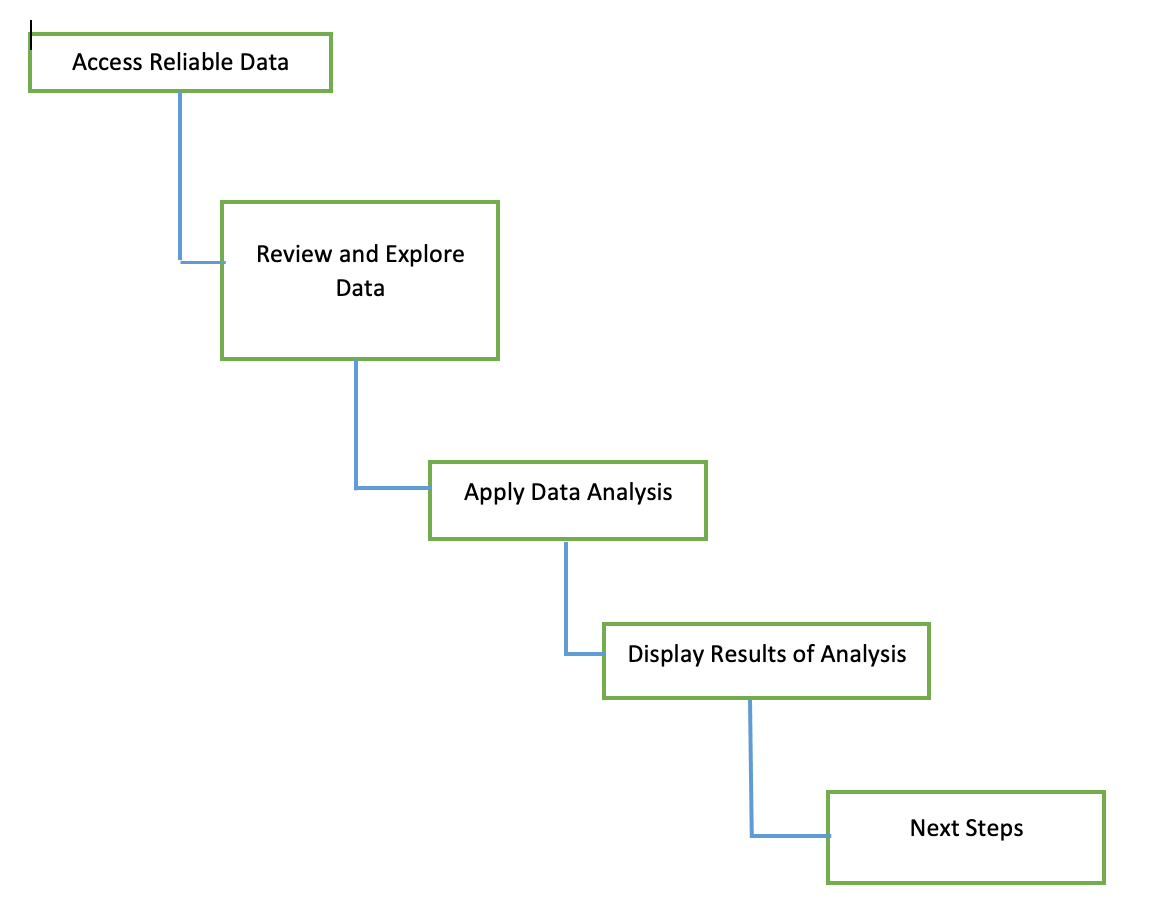 Access Reliable Data
Review and Explore
Data
Apply Data Analysis
Display Results of Analysis
Next Steps